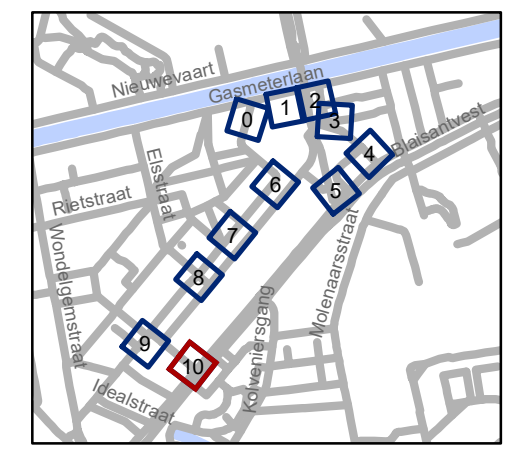 Nieuwevaart
Gasmeterlaan
0
1
2
3
4
Blaisantvest
Elsstraat
6
5
Rietstraat
7
Molenaarsstraat
Wondelgemstraat
8
Kolveniersgang
9
10
Idealstraat